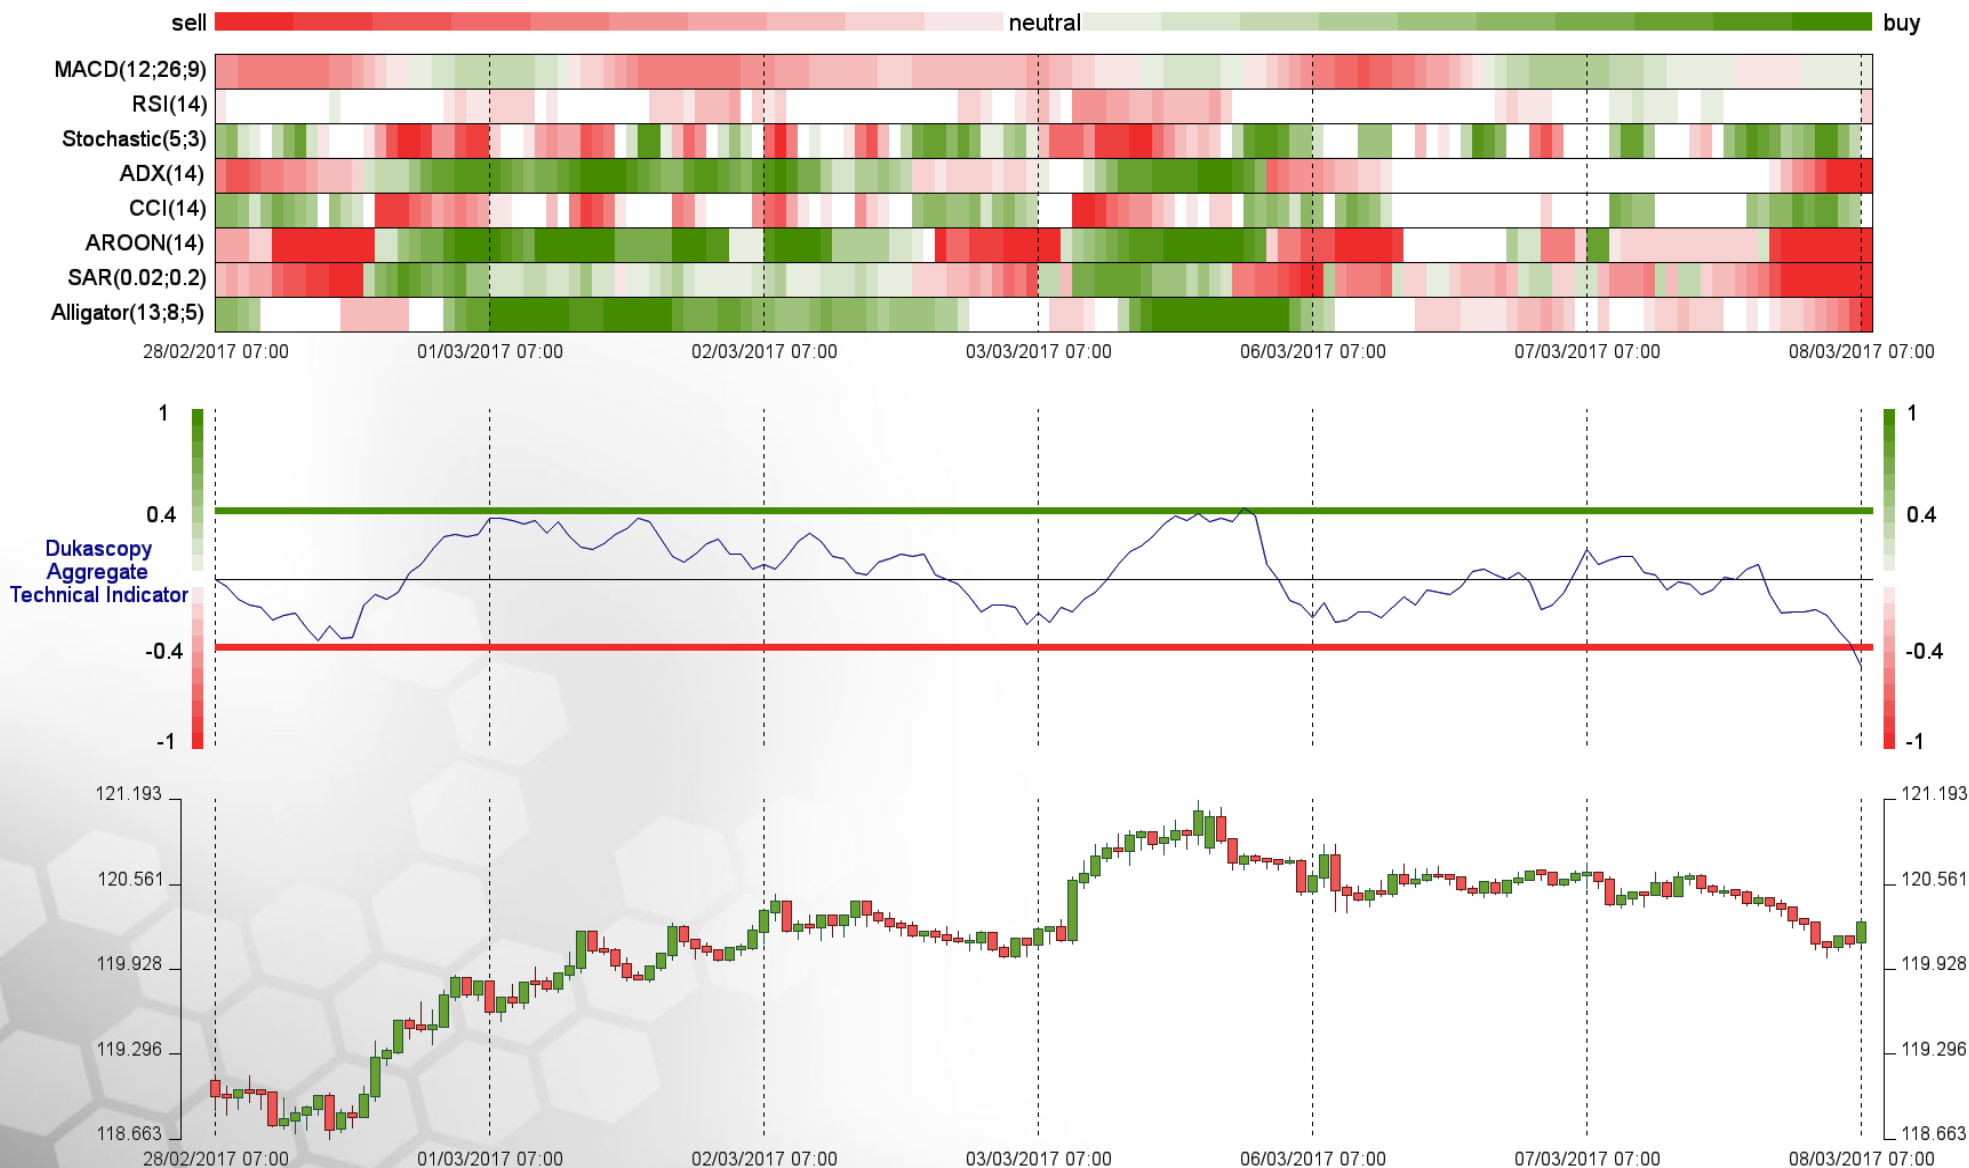 sell neutral buy
MACD(12;26;9)
RSI(14)
Stochastic(5;3)
ADX(14)
CCI(14)
AROON(14)
SAR(0.02;0.2)
Alligator(13;8;5)
28/02/2017 07:00 01/03/2017 07:00 02/03/2017 07:00 03/03/2017 07:00 06/03/2017 07:00 07/03/2017 07:00 08/03/2017 07:00
1 1
0.4 0.4
Dukascopy
Aggregate
Technical Indicator
-0.4 -0.4
-1 -1
121.193 121.193
120.561 120.561
119.928 119.928
119.296 119.296
118.663 118.663
28/02/2017 07:00 01/03/2017 07:00 02/03/2017 07:00 03/03/2017 07:00 06/03/2017 07:00 07/03/2017 07:00 08/03/2017 07:00